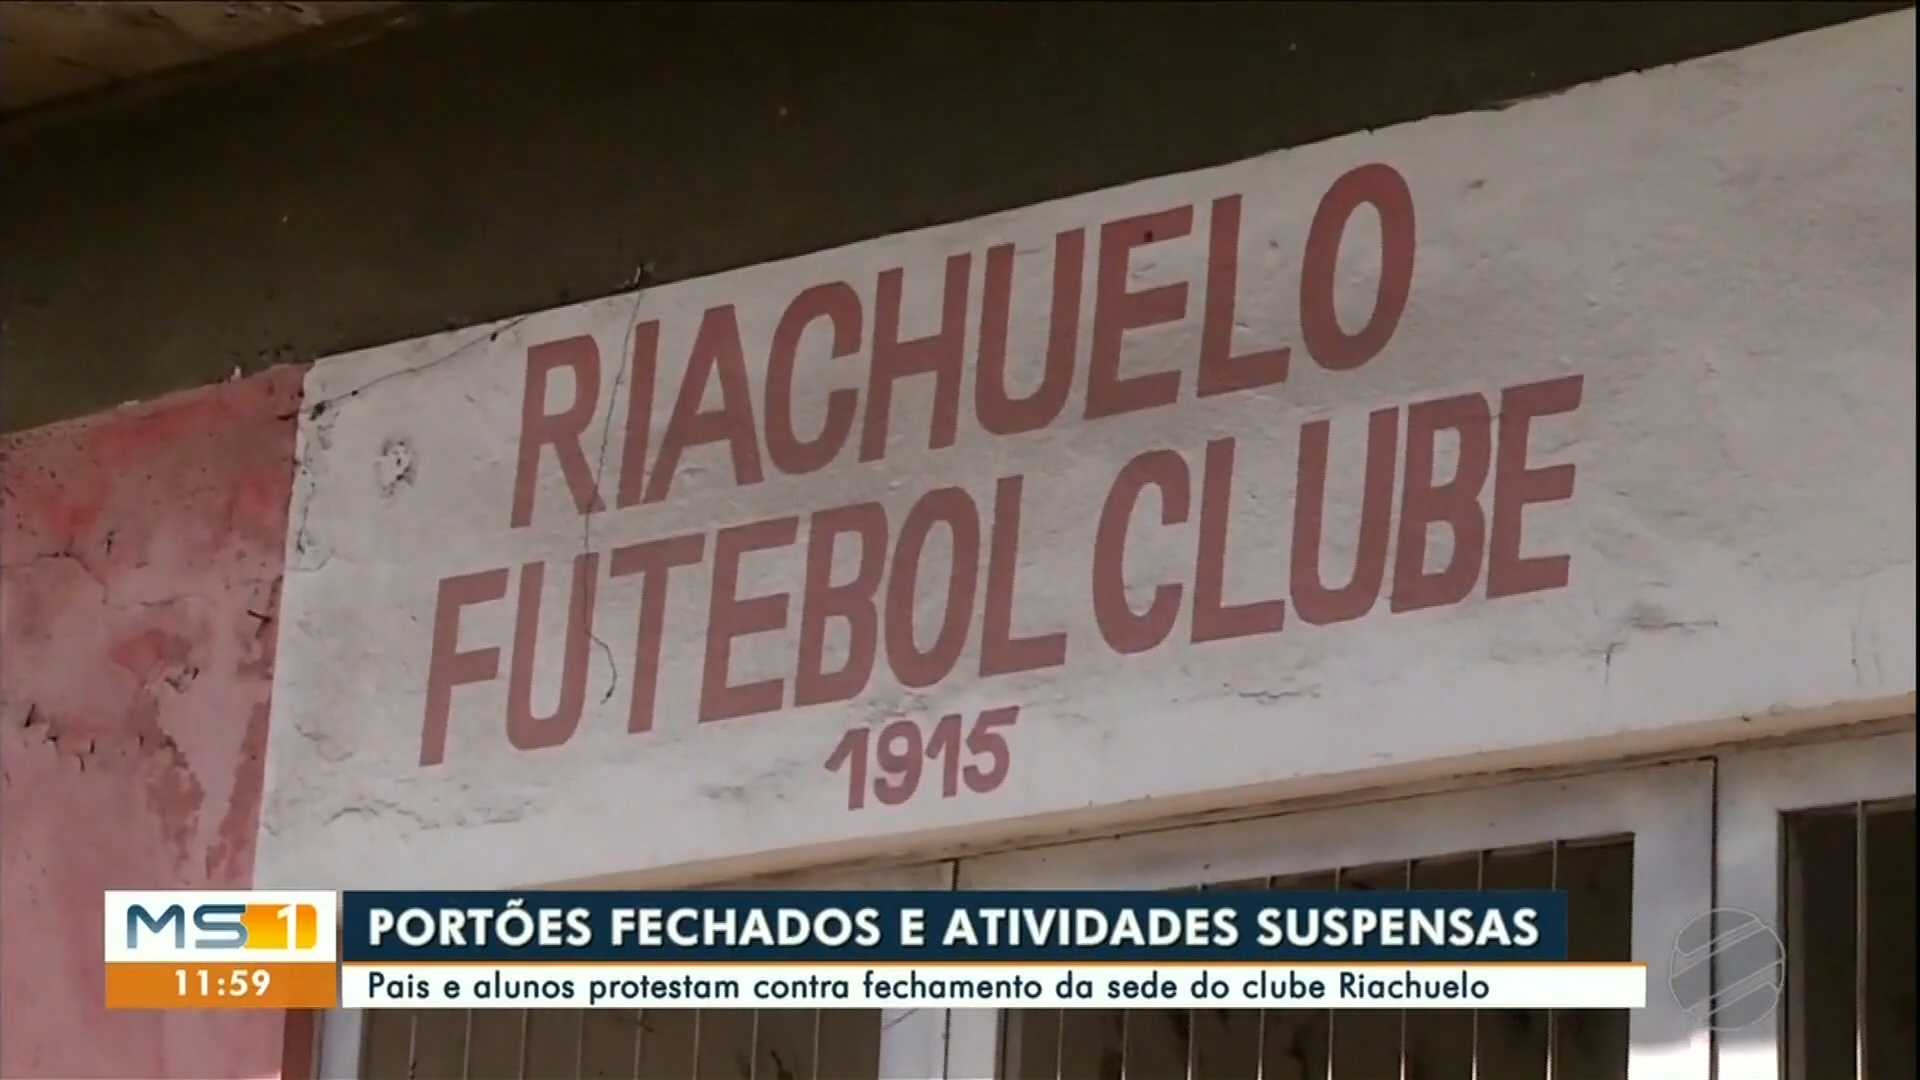 RIACHUELO
FUTEBOL CLUBE
1915
MS1
PORTÕES FECHADOS E ATIVIDADES SUSPENSAS
11:59
Pais e alunos protestam contra fechamento da sede do clube Riachuelo